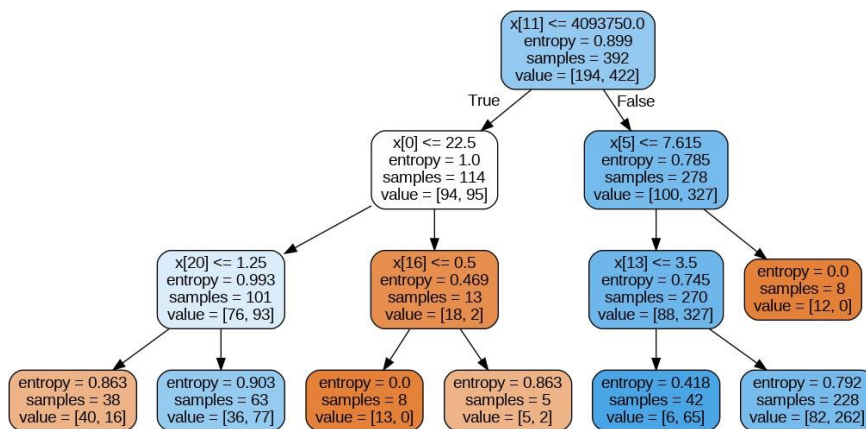 x[11] <= 4093750.0
entropy = 0.899
samples = 392
value = [194, 422]
True
False
x[0] <= 22.5
entropy = 1.0
samples = 114
value = [94, 95]
x[5] <= 7.615
entropy = 0.785
samples = 278
value = [100, 327]
x[20] <= 1.25
entropy = 0.993
samples = 101
value = [76, 93]
x[16] <= 0.5
entropy = 0.469
samples = 13
value = [18, 2]
x[13] <= 3.5
entropy = 0.745
samples = 270
value = [88, 327]
entropy = 0.0
samples = 8
value = [12, 0]
entropy = 0.863
samples = 38
value = [40, 16]
entropy = 0.903
samples = 63
value = [36, 77]
entropy = 0.0
samples = 8
value = [13, 0]
entropy = 0.863
samples = 5
value = [5, 2]
entropy = 0.418
samples = 42
value = [6, 65]
entropy = 0.792
samples = 228
value = [82, 262]